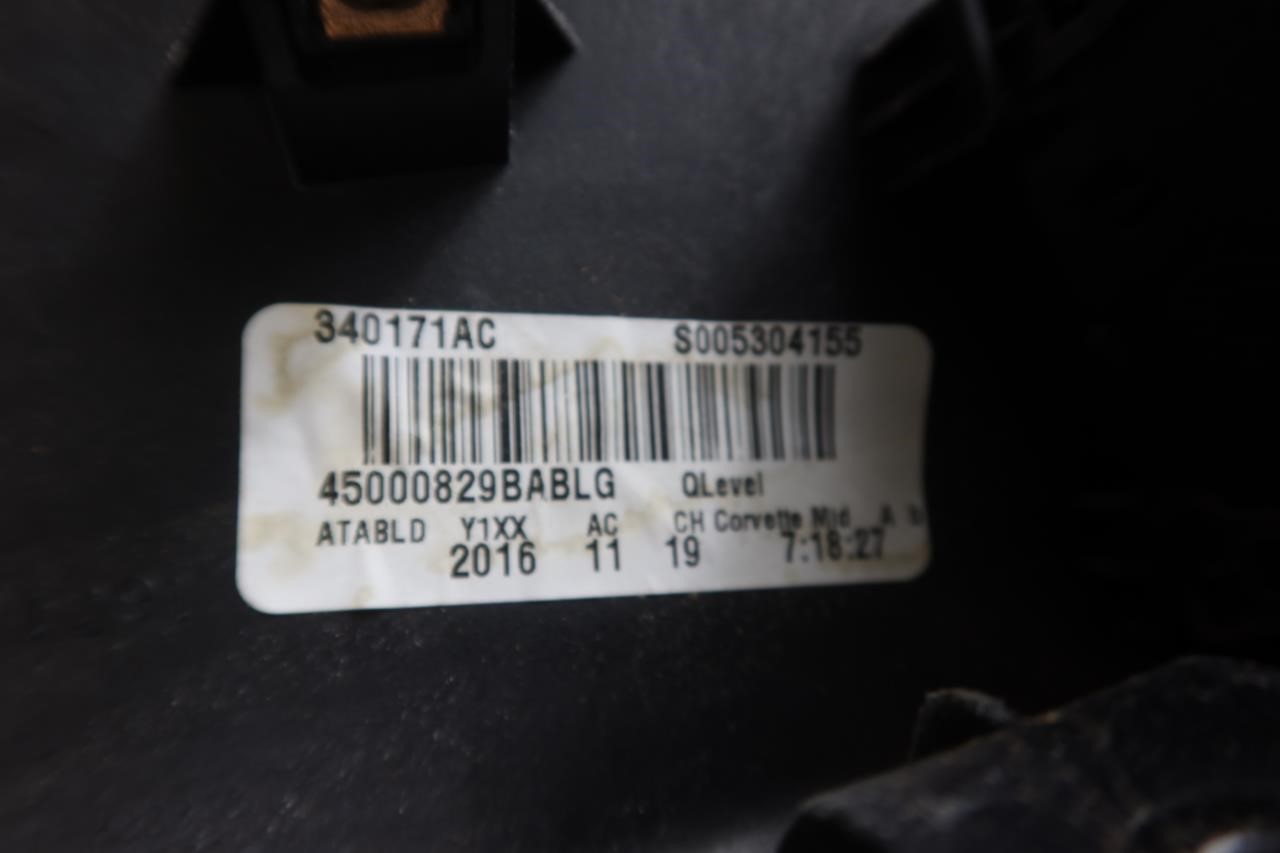 340171AC S005304155
45000829BABLG QLevel
ATABLD Y1XX AC CH Corvette Mid A
2016 11 19 7:18:27